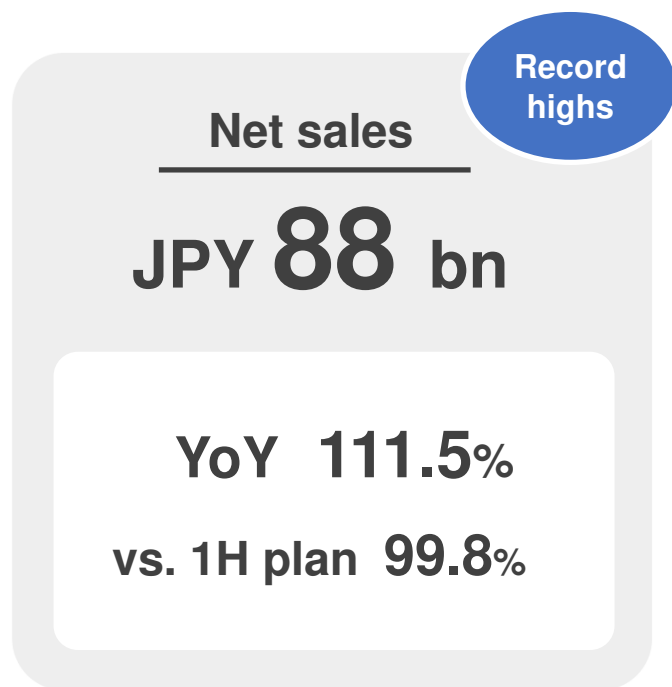 Record
highs
Net sales
JPY 88 bn
YoY 111.5%
vs. 1H plan 99.8%